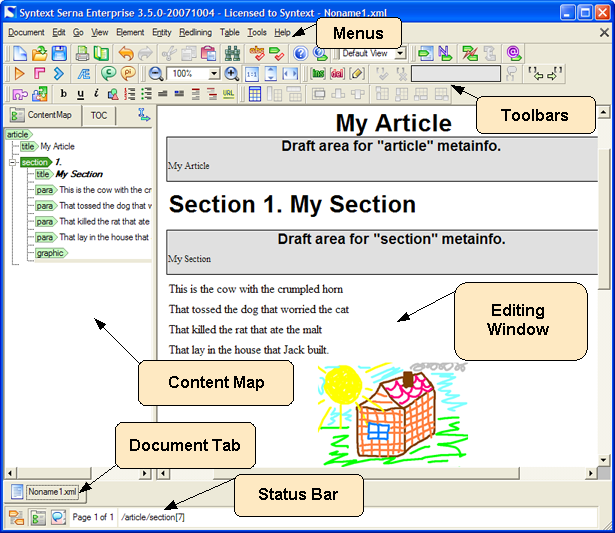 Syntext Serna Enterprise 3.5.0-20071004 - Licensed to Syntext - Noname1.xml
Document Edit Go View Element Entity Redlining Table Tools Help
Menus
Default View
100%
1:1
ins del
b u i URL
Toolbars
ContentMap TOC
article
title My Article
section 1.
title My Section
para This is the cow with the cr
para That tossed the dog that w
para That killed the rat that ate
para That lay in the house that
graphic
My Article
Draft area for "article" metainfo.
My Article
Section 1. My Section
Draft area for "section" metainfo.
My Section
This is the cow with the crumpled horn
That tossed the dog that worried the cat
That killed the rat that ate the malt
That lay in the house that Jack built.
Editing
Window
Content Map
Document Tab
Status Bar
Noname1.xml
Page 1 of 1 /article/section[7]